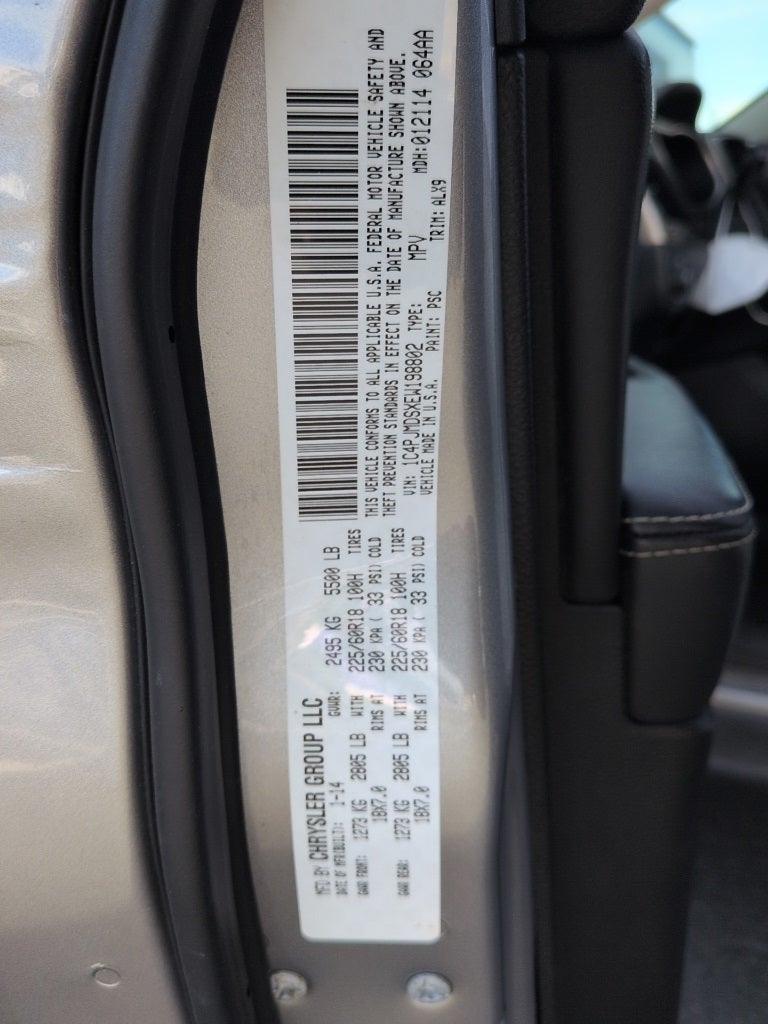 MFD BY CHRYSLER GROUP LLC
DATE OF MFR(BUILT): 1-14 GVWR: 2495 KG 5500 LB
GAWR FRONT: 1273 KG 2805 LB WITH 225/60R18 100H TIRES
18X7.0 RIMS AT 230 KPA ( 33 PSI) COLD
GAWR REAR: 1273 KG 2805 LB WITH 225/60R18 100H TIRES
18X7.0 RIMS AT 230 KPA ( 33 PSI) COLD
THIS VEHICLE CONFORMS TO ALL APPLICABLE U.S.A. FEDERAL MOTOR VEHICLE SAFETY AND
THEFT PREVENTION STANDARDS IN EFFECT ON THE DATE OF MANUFACTURE SHOWN ABOVE.
VIN: 1C4PJMDSXEW198802 TYPE: MPV MDH:012114 064AA
VEHICLE MADE IN U.S.A. PAINT: PSC TRIM: ALX9